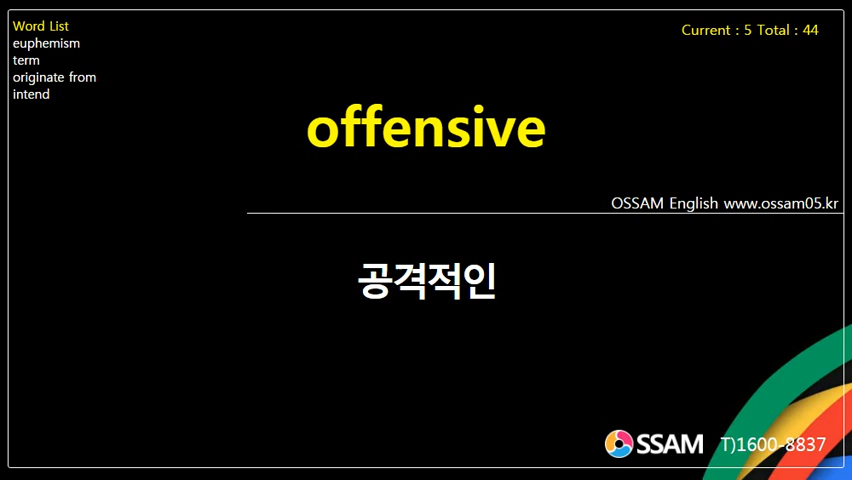 Word List
euphemism
term
originate from
intend
Current : 5 Total : 44
offensive
OSSAM English www.ossam05.kr
공격적인
OSSAM T)1600-8837